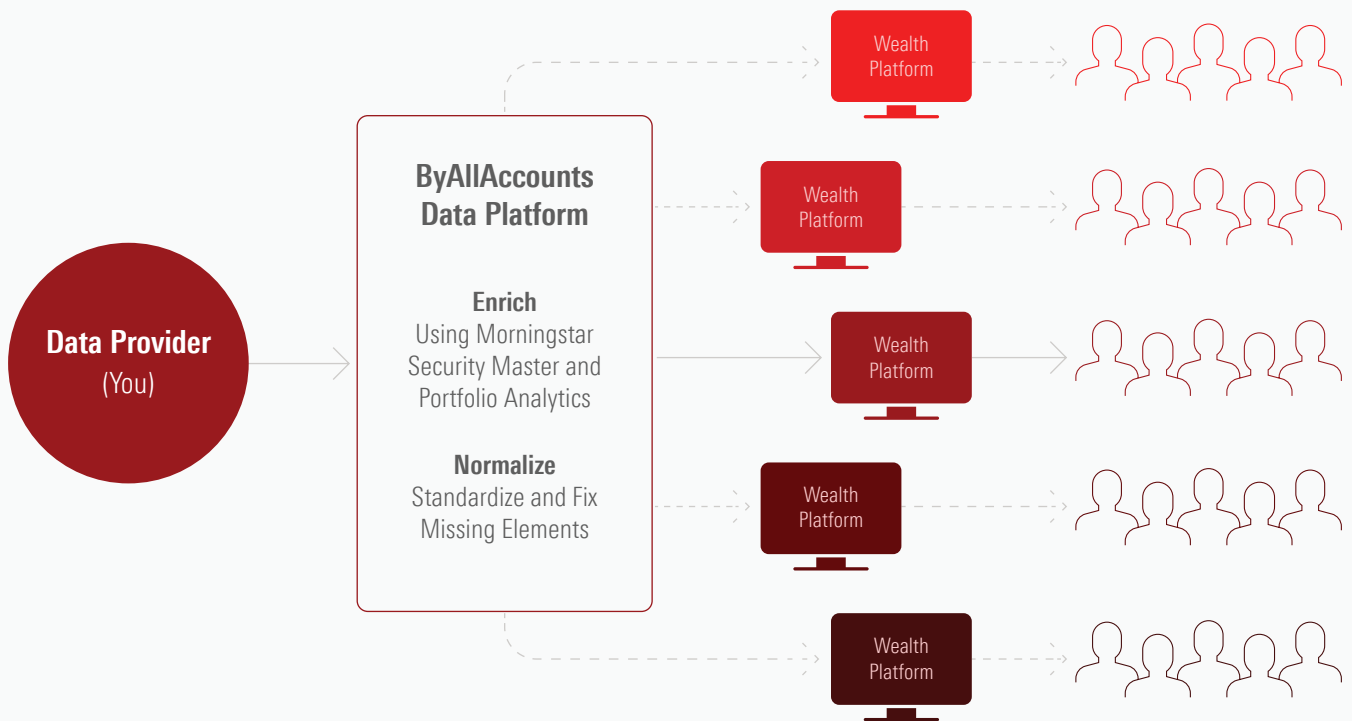 Data Provider
(You)
ByAllAccounts
Data Platform
Enrich
Using Morningstar
Security Master and
Portfolio Analytics
Normalize
Standardize and Fix
Missing Elements
Wealth
Platform
Wealth
Platform
Wealth
Platform
Wealth
Platform
Wealth
Platform